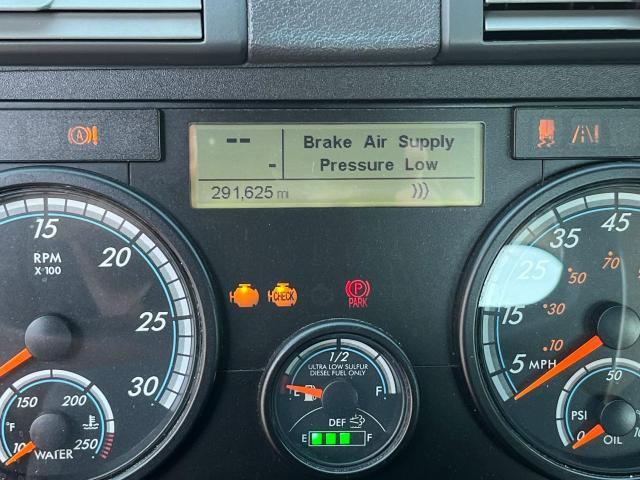 (A)!
-- Brake Air Supply
- Pressure Low
291,625 mi )))
15 20 25 30
RPM
X 100
150 200 250
°F
WATER
CHECK
P
PARK
1/2
ULTRA LOW SULFUR
DIESEL FUEL ONLY
E F
DEF
E F
5 15 25 35 45
10 30 50 70
MPH
0 50
PSI
OIL